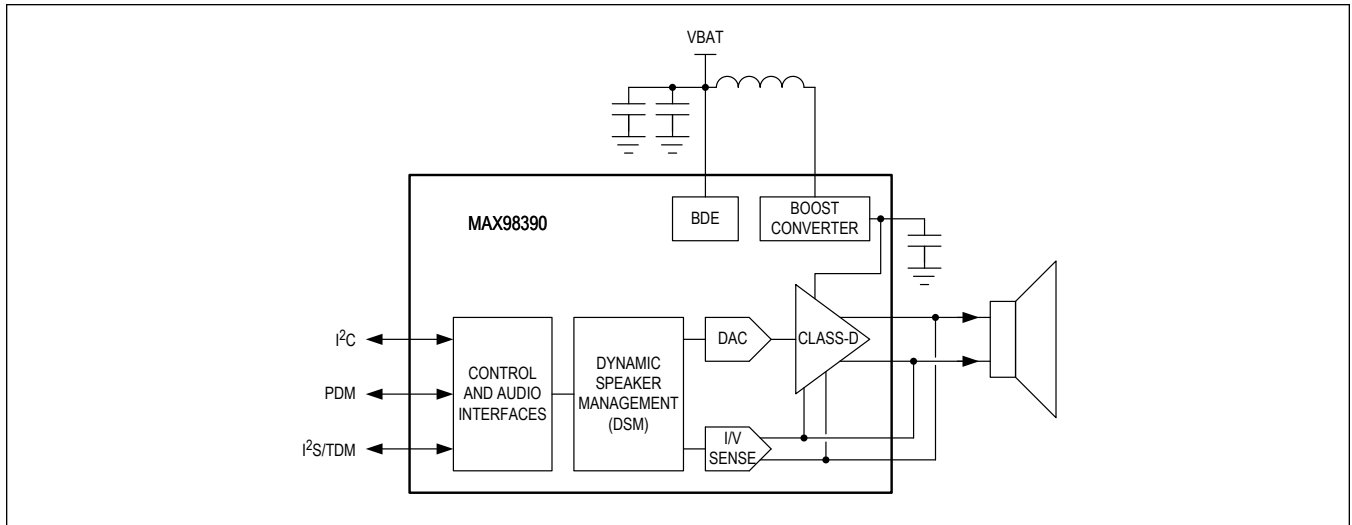 VBAT
MAX98390
BDE
BOOST
CONVERTER
I²C
PDM
I²S/TDM
CONTROL
AND AUDIO
INTERFACES
DYNAMIC
SPEAKER
MANAGEMENT
(DSM)
DAC
CLASS-D
I/V
SENSE